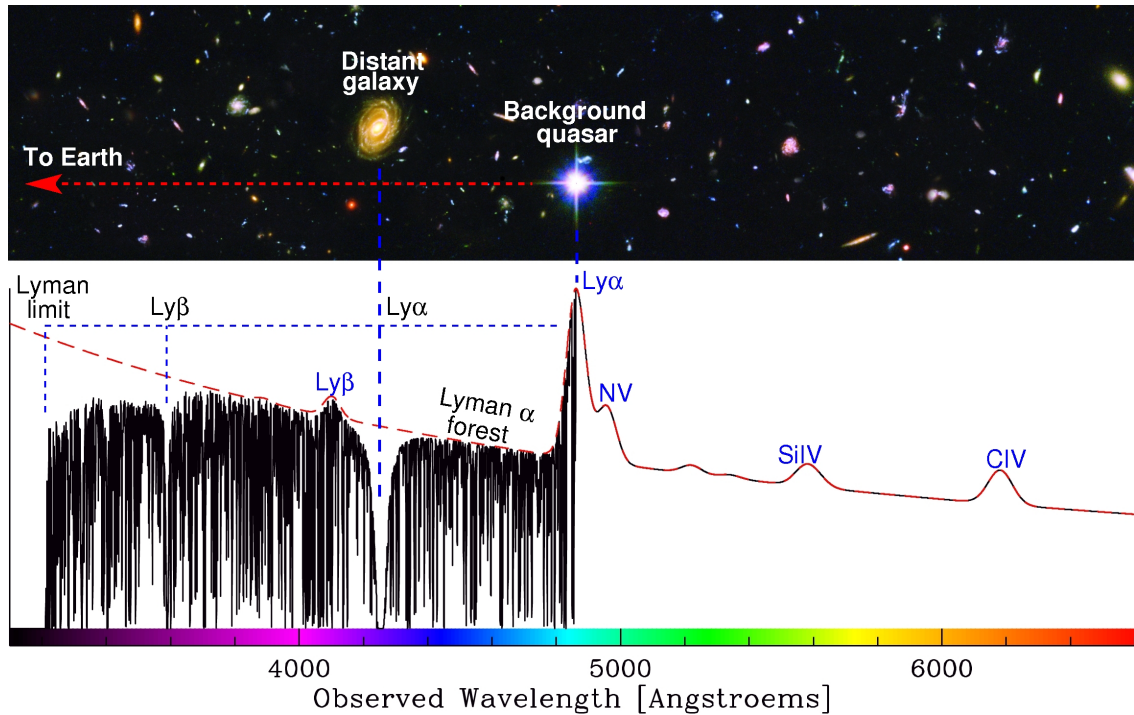 Distant
galaxy
Background
quasar
To Earth
Lyman
limit
Lyβ
Lyα
Lyα
Lyβ
Lyman α
forest
NV
SiIV
CIV
4000
5000
6000
Observed Wavelength [Angstroems]